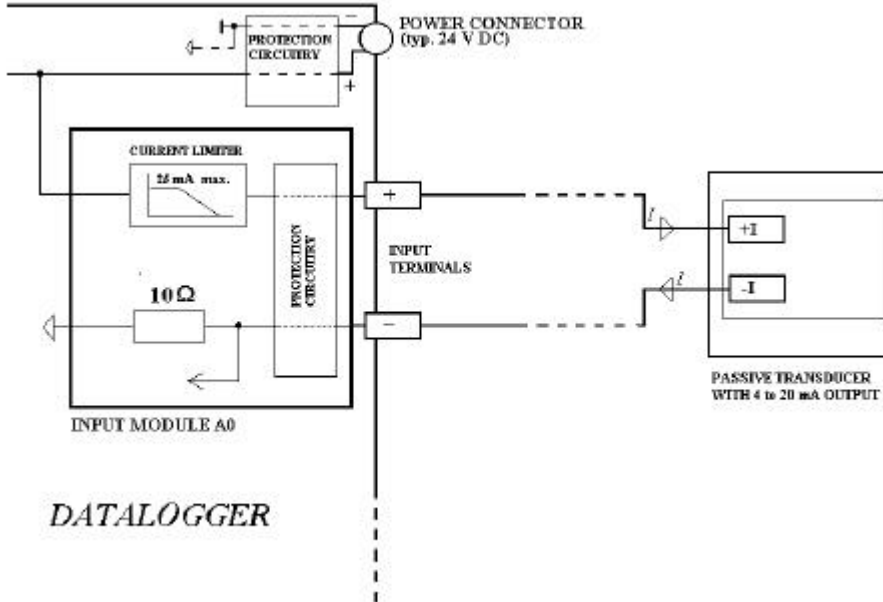 POWER CONNECTOR
(typ. 24 V DC)
PROTECTION
CIRCUITRY
−
+
CURRENT LIMITER
25 mA max.
PROTECTION
CIRCUITRY
+
INPUT
TERMINALS
−
10Ω
INPUT MODULE A0
I
+I
I
-I
PASSIVE TRANSDUCER
WITH 4 to 20 mA OUTPUT
DATALOGGER